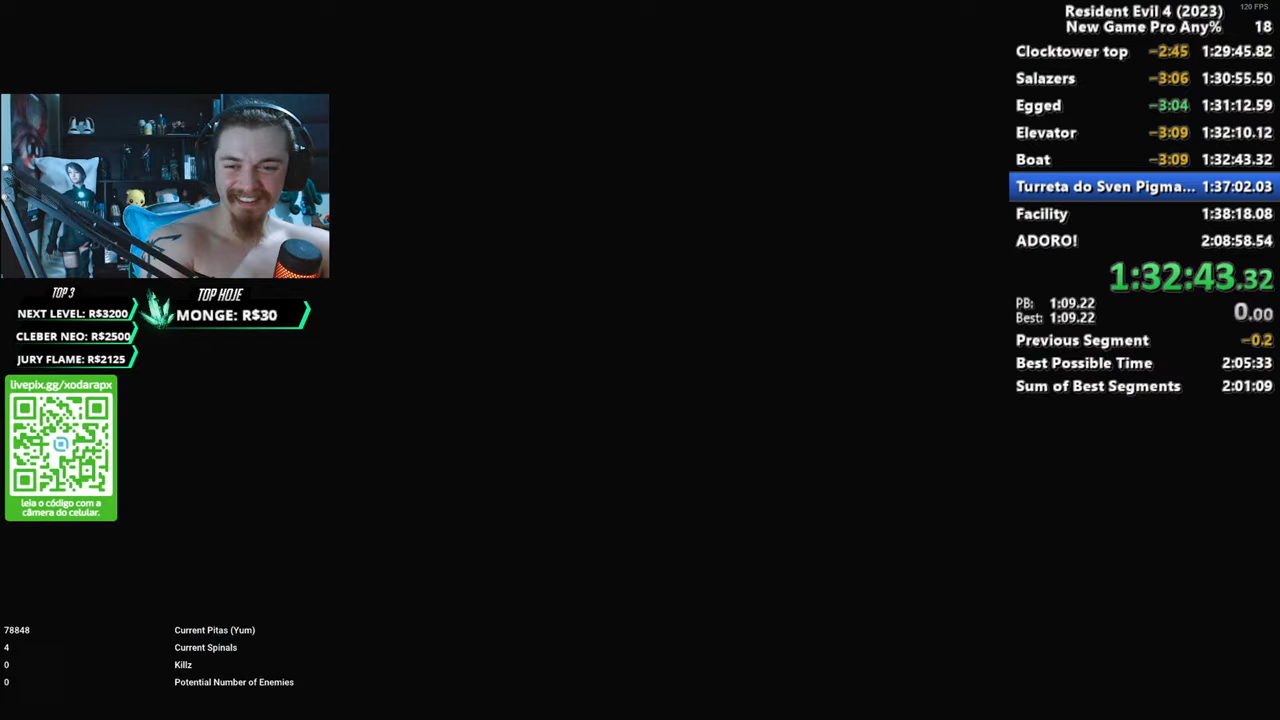 120 FPS
Resident Evil 4 (2023)
New Game Pro Any% 18
Clocktower top -2:45 1:29:45.82
Salazers -3:06 1:30:55.50
Egged -3:04 1:31:12.59
Elevator -3:09 1:32:10.12
Boat -3:09 1:32:43.32
Turreta do Sven Pigma... 1:37:02.03
Facility 1:38:18.08
ADORO! 2:08:58.54
1:32:43.32
PB: 1:09.22
Best: 1:09.22
0.00
Previous Segment -0.2
Best Possible Time 2:05:33
Sum of Best Segments 2:01:09
TOP 3
NEXT LEVEL: R$3200
CLEBER NEO: R$2500
JURY FLAME: R$2125
TOP HOJE
MONGE: R$30
livepix.gg/xodarapx
leia o código com a
câmera do celular.
78848 Current Pitas (Yum)
4 Current Spinals
0 Killz
0 Potential Number of Enemies